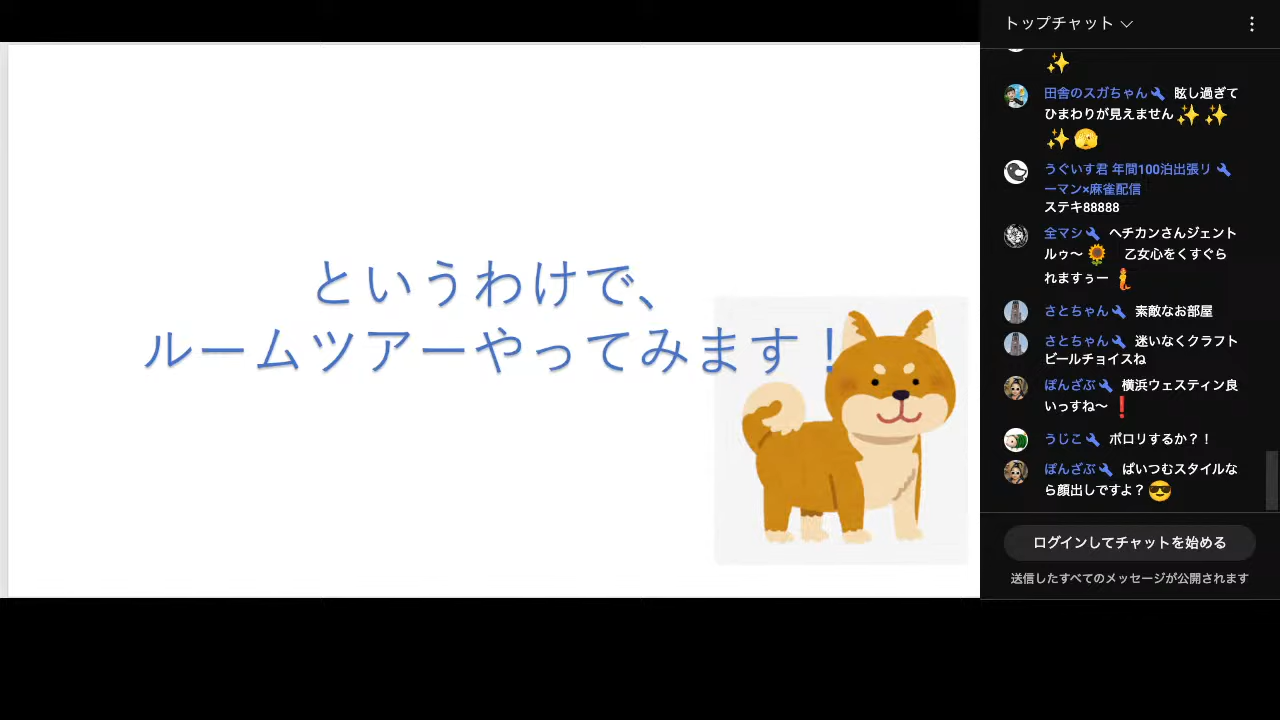 というわけで、
ルームツアーやってみます！
トップチャット
田舎のスガちゃん 眩し過ぎて
ひまわりが見えません✨✨
✨🫣
うぐいす君 年間100泊出張リ
ーマン×麻雀配信
ステキ88888
全マシ ヘチカンさんジェント
ルゥ〜🌻 乙女心をくすぐら
れますぅー
さとちゃん 素敵なお部屋
さとちゃん 迷いなくクラフト
ビールチョイスね
ぽんざぶ 横浜ウェスティン良
いっすね〜❗
うじこ ポロリするか？！
ぽんざぶ ぱいつむスタイルな
ら顔出しですよ？😎
ログインしてチャットを始める
送信したすべてのメッセージが公開されます